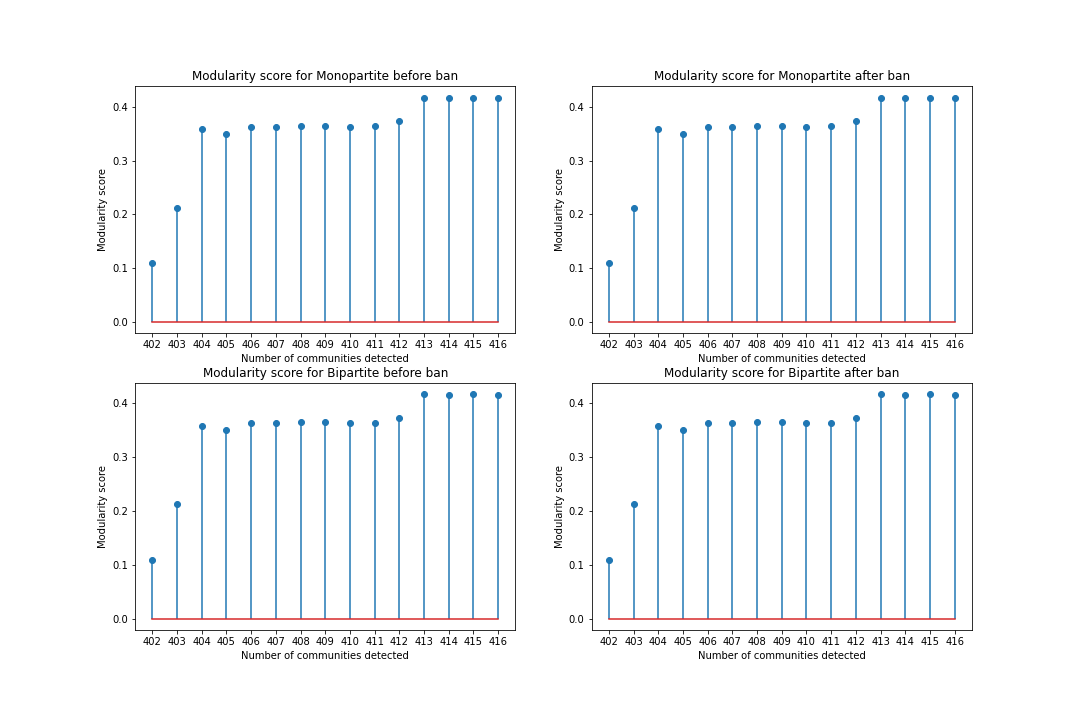 Modularity score for Monopartite before ban
Modularity score
0.4
0.3
0.2
0.1
0.0
402 403 404 405 406 407 408 409 410 411 412 413 414 415 416
Number of communities detected
Modularity score for Monopartite after ban
Modularity score
0.4
0.3
0.2
0.1
0.0
402 403 404 405 406 407 408 409 410 411 412 413 414 415 416
Number of communities detected
Modularity score for Bipartite before ban
Modularity score
0.4
0.3
0.2
0.1
0.0
402 403 404 405 406 407 408 409 410 411 412 413 414 415 416
Number of communities detected
Modularity score for Bipartite after ban
Modularity score
0.4
0.3
0.2
0.1
0.0
402 403 404 405 406 407 408 409 410 411 412 413 414 415 416
Number of communities detected